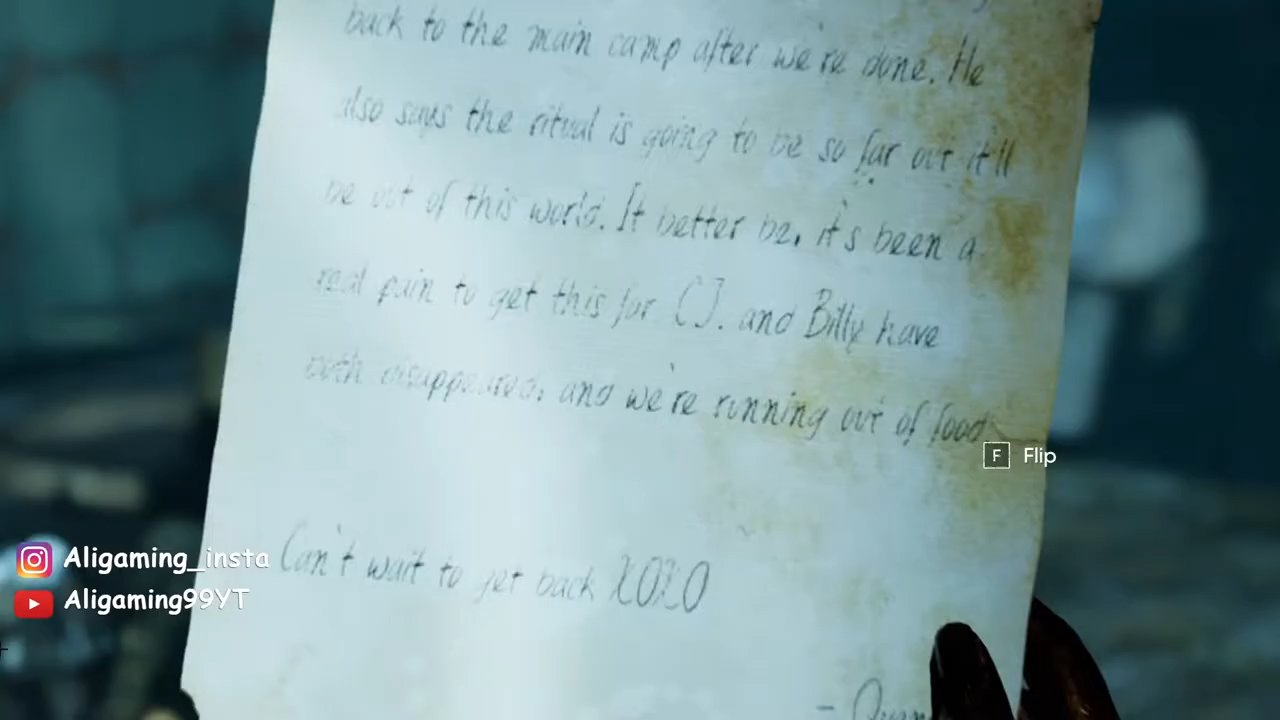 back to the main camp after we're done. He
also says the ritual is going to be so far out it'll
be out of this world. It better be, it's been a
real pain to get this far CJ. and Billy have
both disappeared, and we're running out of food
F Flip
Can't wait to get back XOXO
Aligaming_insta
Aligaming99YT
-